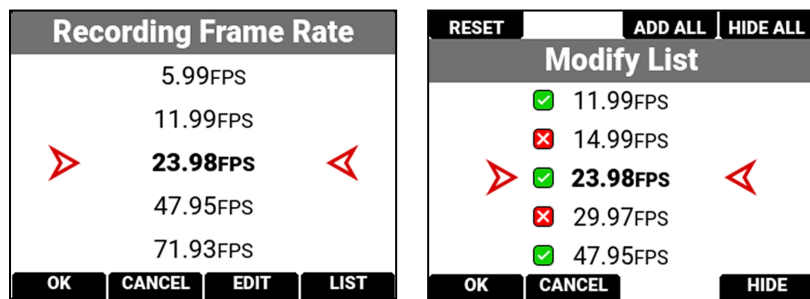 Recording Frame Rate
5.99FPS
11.99FPS
23.98FPS
47.95FPS
71.93FPS
OK CANCEL EDIT LIST
RESET ADD ALL HIDE ALL
Modify List
11.99FPS
14.99FPS
23.98FPS
29.97FPS
47.95FPS
OK CANCEL HIDE